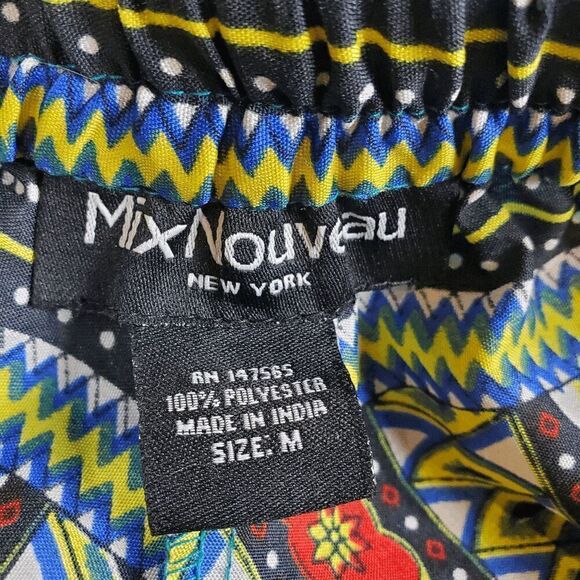 MixNouveau
NEW YORK
RN 147565
100% POLYESTER
MADE IN INDIA
SIZE: M